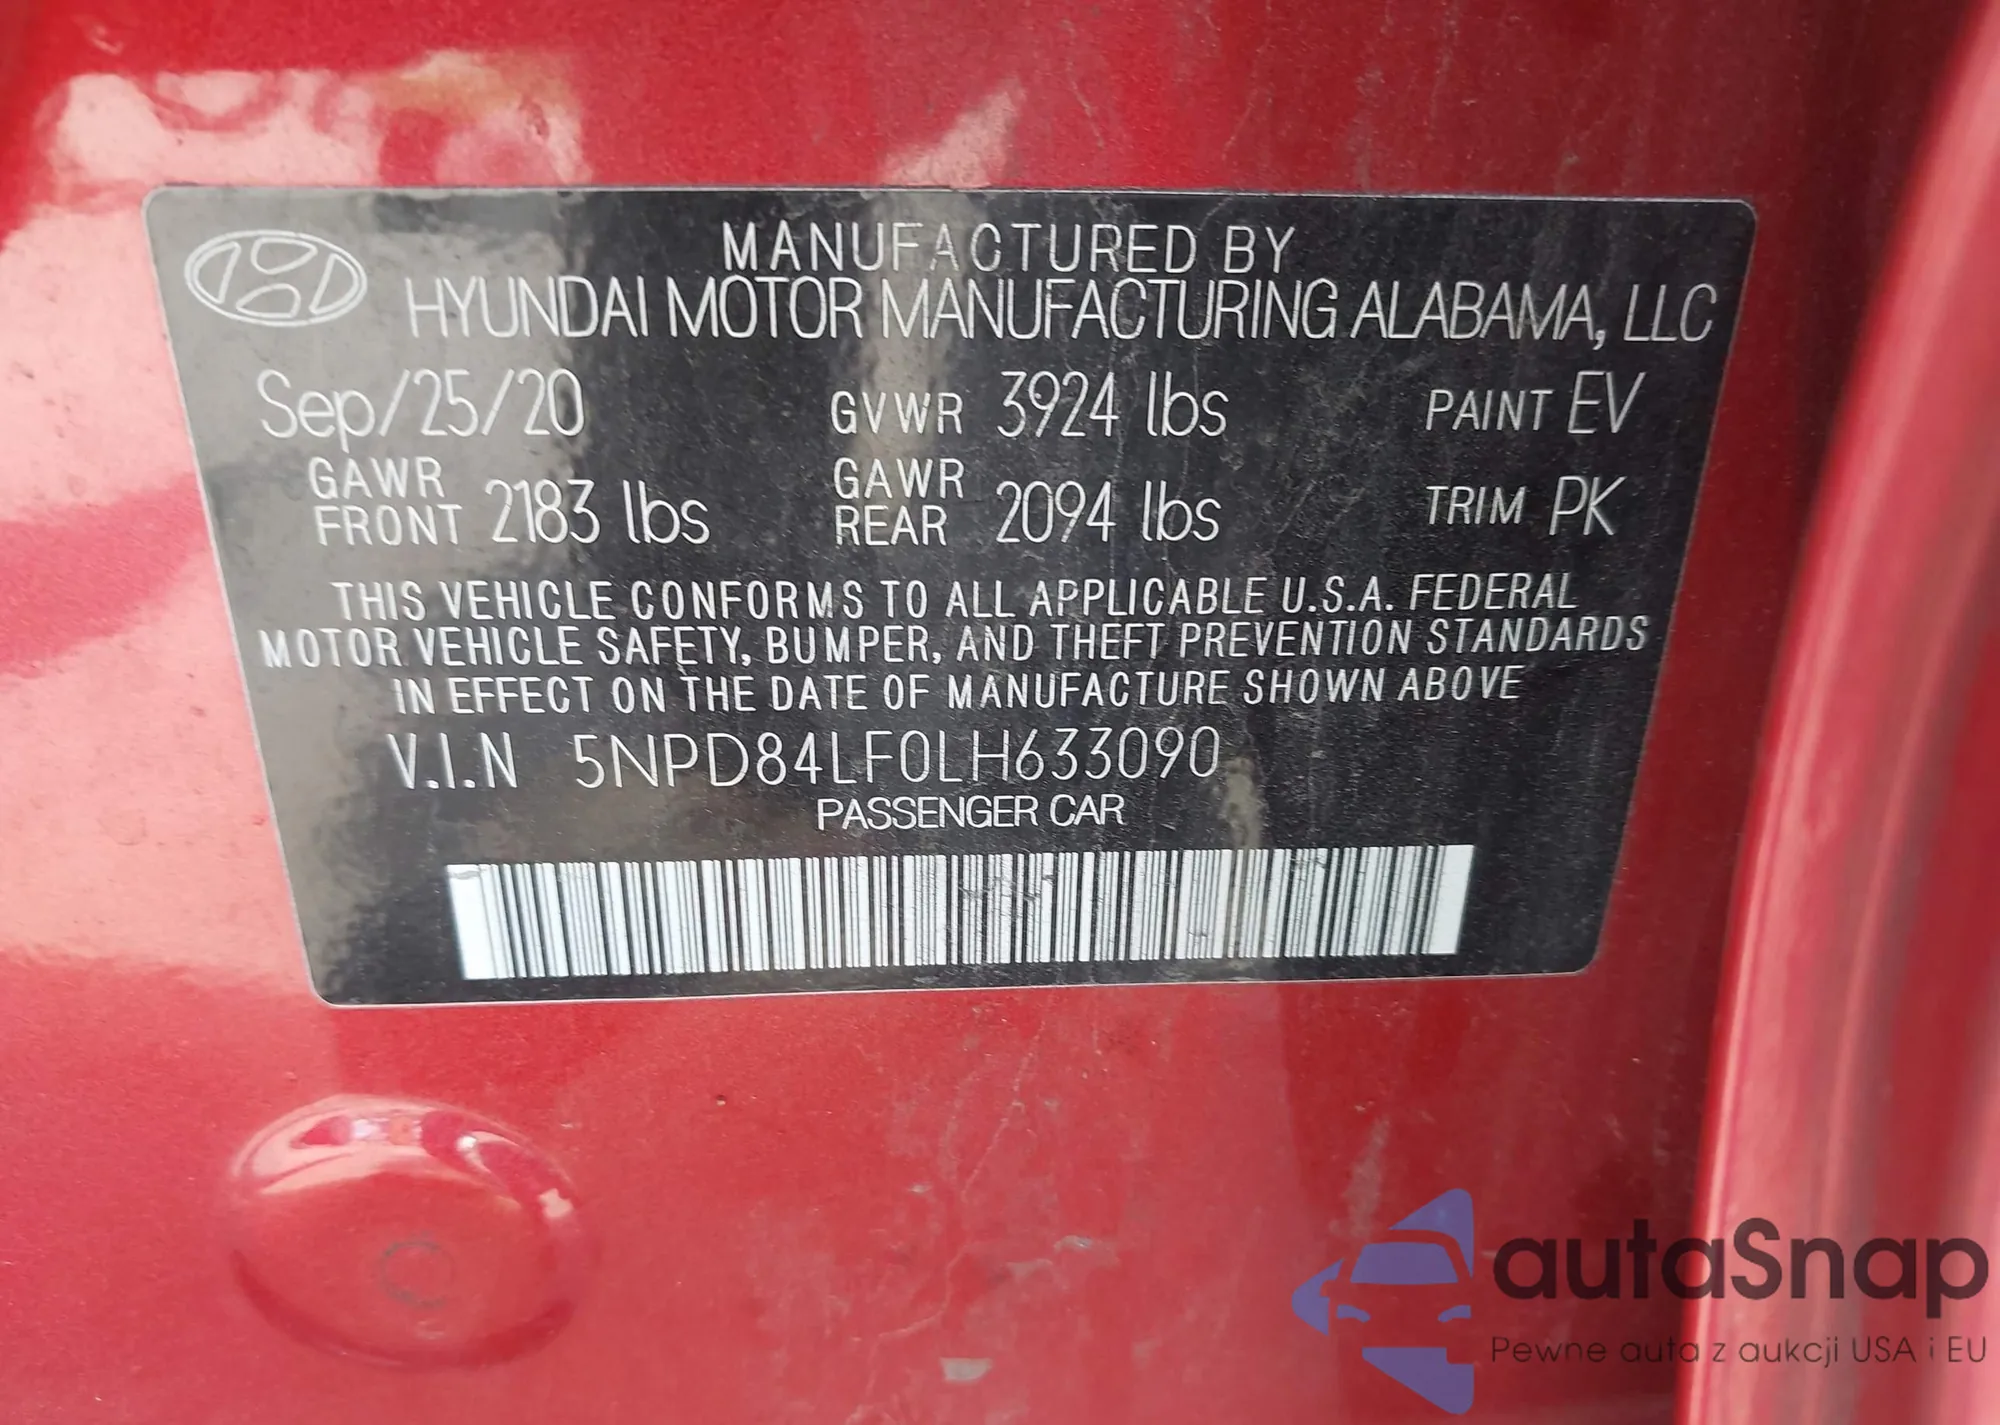 MANUFACTURED BY
HYUNDAI MOTOR MANUFACTURING ALABAMA, LLC
Sep/25/20 GVWR 3924 lbs PAINT EV
GAWR FRONT 2183 lbs GAWR REAR 2094 lbs TRIM PK
THIS VEHICLE CONFORMS TO ALL APPLICABLE U.S.A. FEDERAL
MOTOR VEHICLE SAFETY, BUMPER, AND THEFT PREVENTION STANDARDS
IN EFFECT ON THE DATE OF MANUFACTURE SHOWN ABOVE
V.I.N 5NPD84LF0LH633090
PASSENGER CAR
autaSnap
Pewne auta z aukcji USA i EU